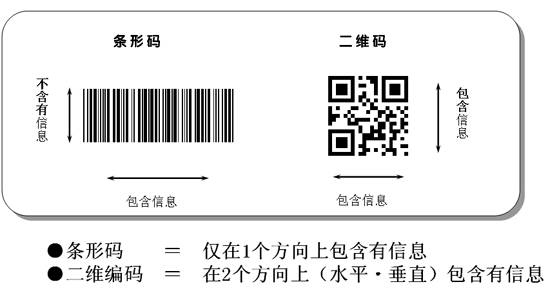 条形码
二维码
不含有信息
包含信息
包含信息
包含信息
●条形码 = 仅在1个方向上包含有信息
●二维编码 = 在2个方向上（水平・垂直）包含有信息